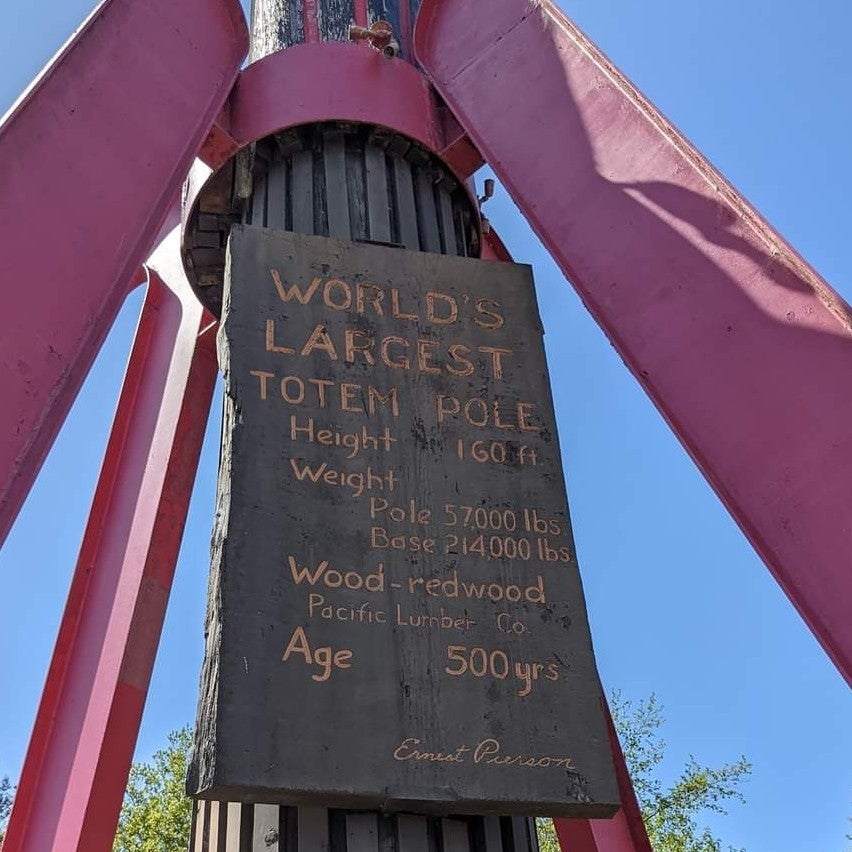 WORLD'S
LARGEST
TOTEM POLE
Height 160 ft
Weight
Pole 57,000 lbs
Base 214,000 lbs.
Wood-redwood
Pacific Lumber Co.
Age 500 yrs
Ernest Pierson